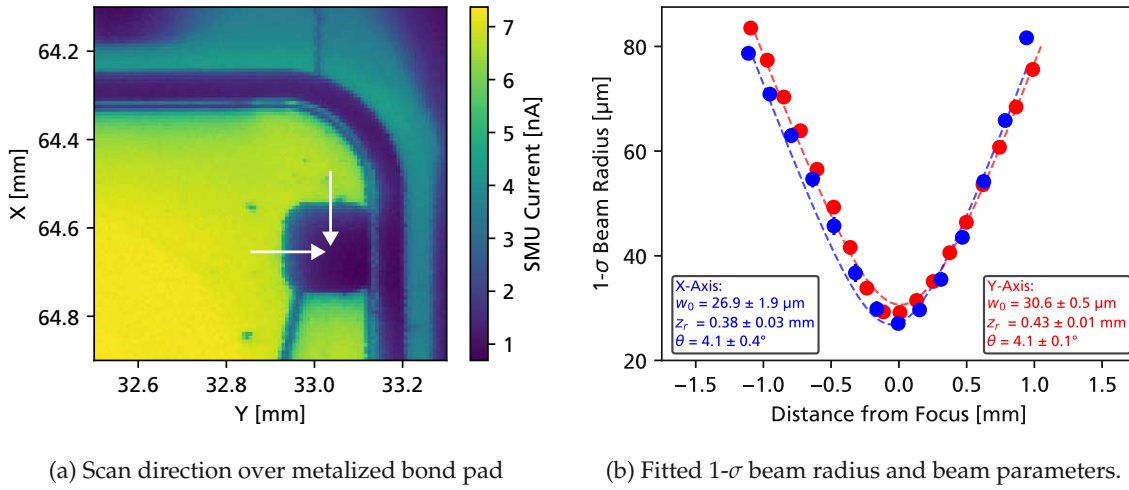 64.2
64.4
64.6
64.8
X [mm]
32.6
32.8
33.0
33.2
Y [mm]
7
6
5
4
3
2
1
SMU Current [nA]
80
60
40
20
1-σ Beam Radius [μm]
X-Axis:
w₀ = 26.9 ± 1.9 μm
zᵣ = 0.38 ± 0.03 mm
θ = 4.1 ± 0.4°
Y-Axis:
w₀ = 30.6 ± 0.5 μm
zᵣ = 0.43 ± 0.01 mm
θ = 4.1 ± 0.1°
−1.5
−1.0
−0.5
0.0
0.5
1.0
1.5
Distance from Focus [mm]
(a) Scan direction over metalized bond pad
(b) Fitted 1-σ beam radius and beam parameters.